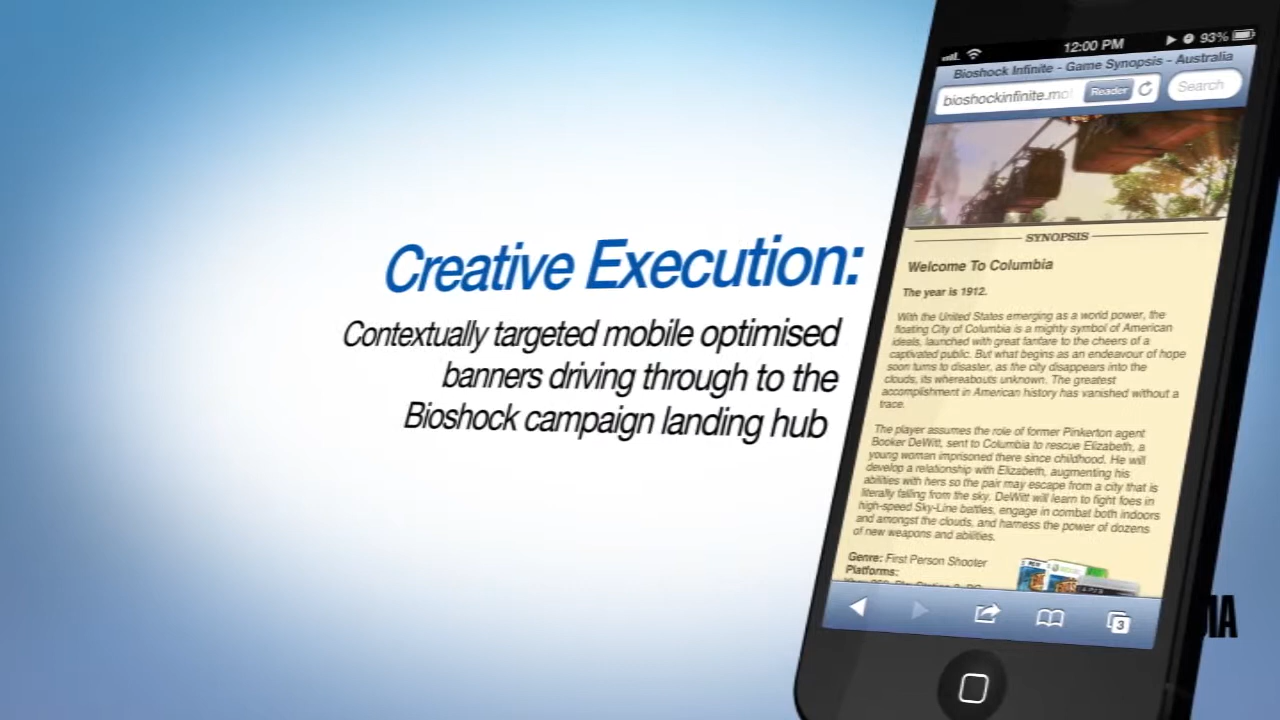 Creative Execution:
Contextually targeted mobile optimised
banners driving through to the
Bioshock campaign landing hub
12:00 PM
93%
Bioshock Infinite - Game Synopsis - Australia
bioshockinfinite.mo
Reader
Search
SYNOPSIS
Welcome To Columbia
The year is 1912.
With the United States emerging as a world power, the
floating City of Columbia is a mighty symbol of American
ideals, launched with great fanfare to the cheers of a
captivated public. But what begins as an endeavour of hope
soon turns to disaster, as the city disappears into the
clouds, its whereabouts unknown. The greatest
accomplishment in American history has vanished without a
trace.
The player assumes the role of former Pinkerton agent
Booker DeWitt, sent to Columbia to rescue Elizabeth, a
young woman imprisoned there since childhood. He will
develop a relationship with Elizabeth, augmenting his
abilities with hers so the pair may escape from a city that is
literally falling from the sky. DeWitt will learn to fight foes in
high-speed Sky-Line battles, engage in combat both indoors
and amongst the clouds, and harness the power of dozens
of new weapons and abilities.
Genre: First Person Shooter
Platforms:
3